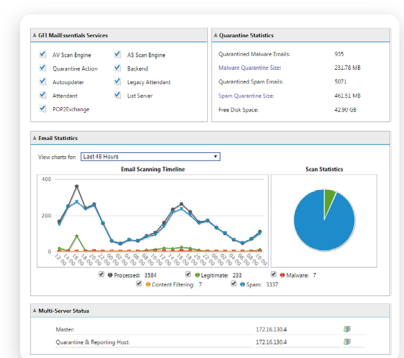 GFI MailEssentials Services
AV Scan Engine
AS Scan Engine
Quarantine Action
Backend
Autoupdater
Legacy Attendant
Attendant
List Server
POP2Exchange
Quarantine Statistics
Quarantined Malware Emails: 935
Malware Quarantine Size: 231.78 MB
Quarantined Spam Emails: 5071
Spam Quarantine Size: 461.51 MB
Free Disk Space: 42.90 GB
Email Statistics
View charts for: Last 48 Hours
Email Scanning Timeline
400
200
0
Scan Statistics
Processed: 3584
Legitimate: 233
Malware: 7
Content Filtering: 7
Spam: 3337
Multi-Server Status
Master: 172.16.130.4
Quarantine & Reporting Host: 172.16.130.4